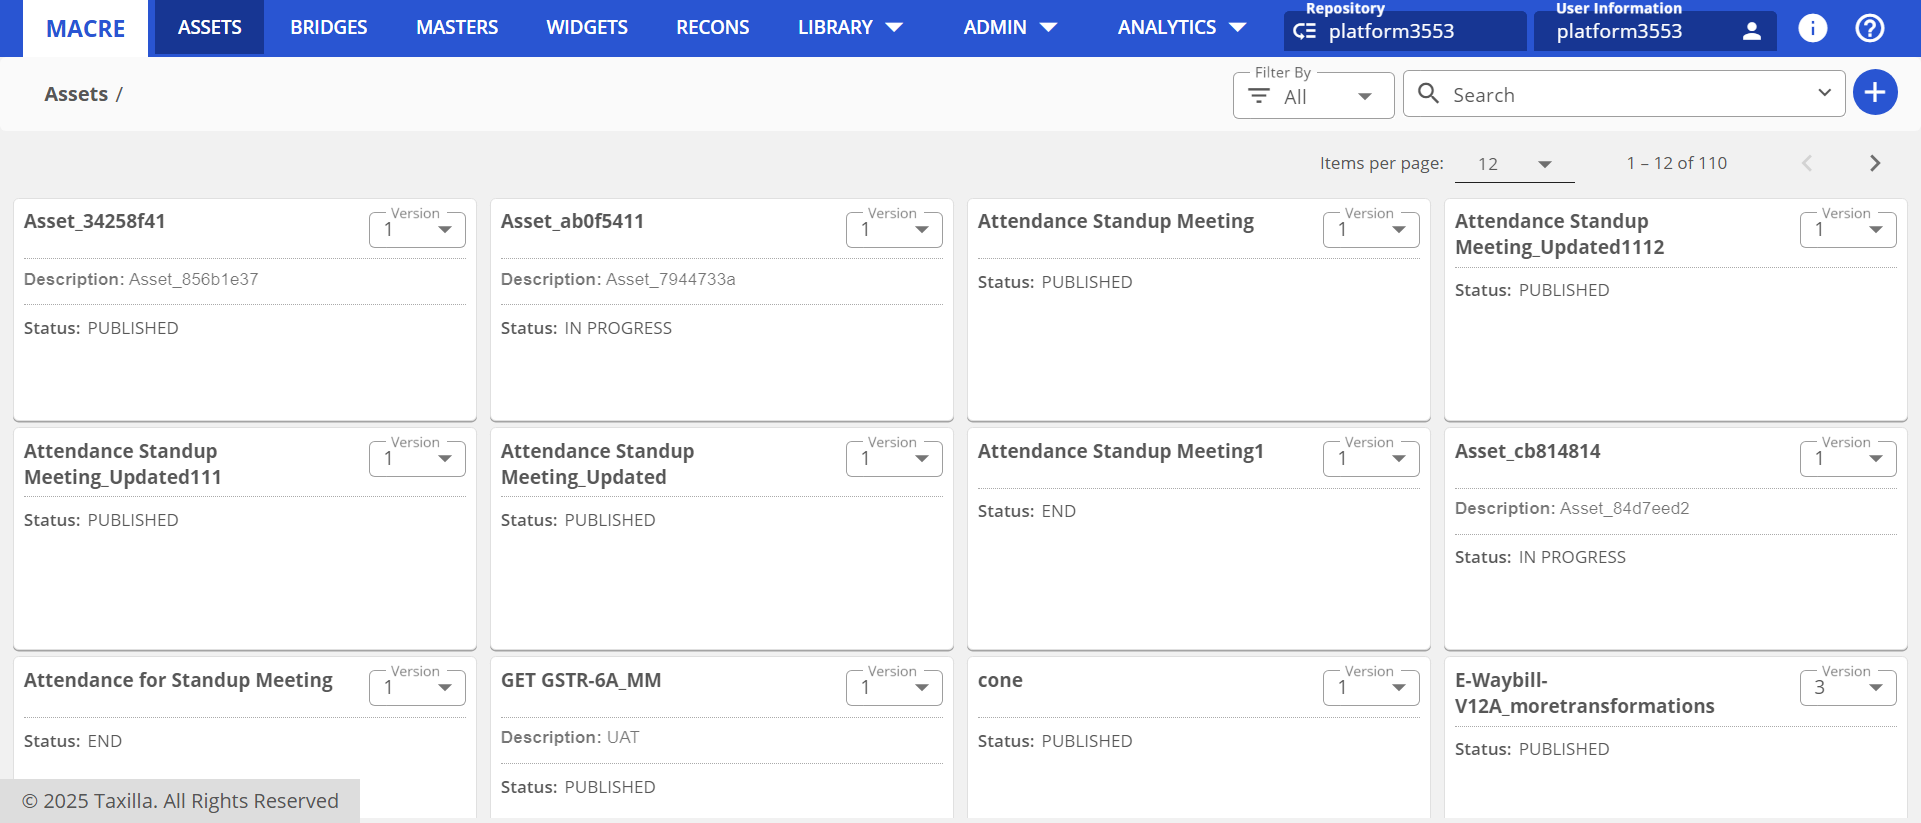 MACRE
ASSETS
BRIDGES
MASTERS
WIDGETS
RECONS
LIBRARY
ADMIN
ANALYTICS
Repository
platform3553
User Information
platform3553
Assets /
Filter By
All
Search
Items per page:
12
1 – 12 of 110
Asset_34258f41
Version
1
Description: Asset_856b1e37
Status: PUBLISHED
Asset_ab0f5411
Version
1
Description: Asset_7944733a
Status: IN PROGRESS
Attendance Standup Meeting
Version
1
Status: PUBLISHED
Attendance Standup
Meeting_Updated1112
Version
1
Status: PUBLISHED
Attendance Standup
Meeting_Updated111
Version
1
Status: PUBLISHED
Attendance Standup
Meeting_Updated
Version
1
Status: PUBLISHED
Attendance Standup Meeting1
Version
1
Status: END
Asset_cb814814
Version
1
Description: Asset_84d7eed2
Status: IN PROGRESS
Attendance for Standup Meeting
Version
1
Status: END
GET GSTR-6A_MM
Version
1
Description: UAT
Status: PUBLISHED
cone
Version
1
Status: PUBLISHED
E-Waybill-
V12A_moretransformations
Version
3
Status: PUBLISHED
© 2025 Taxilla. All Rights Reserved